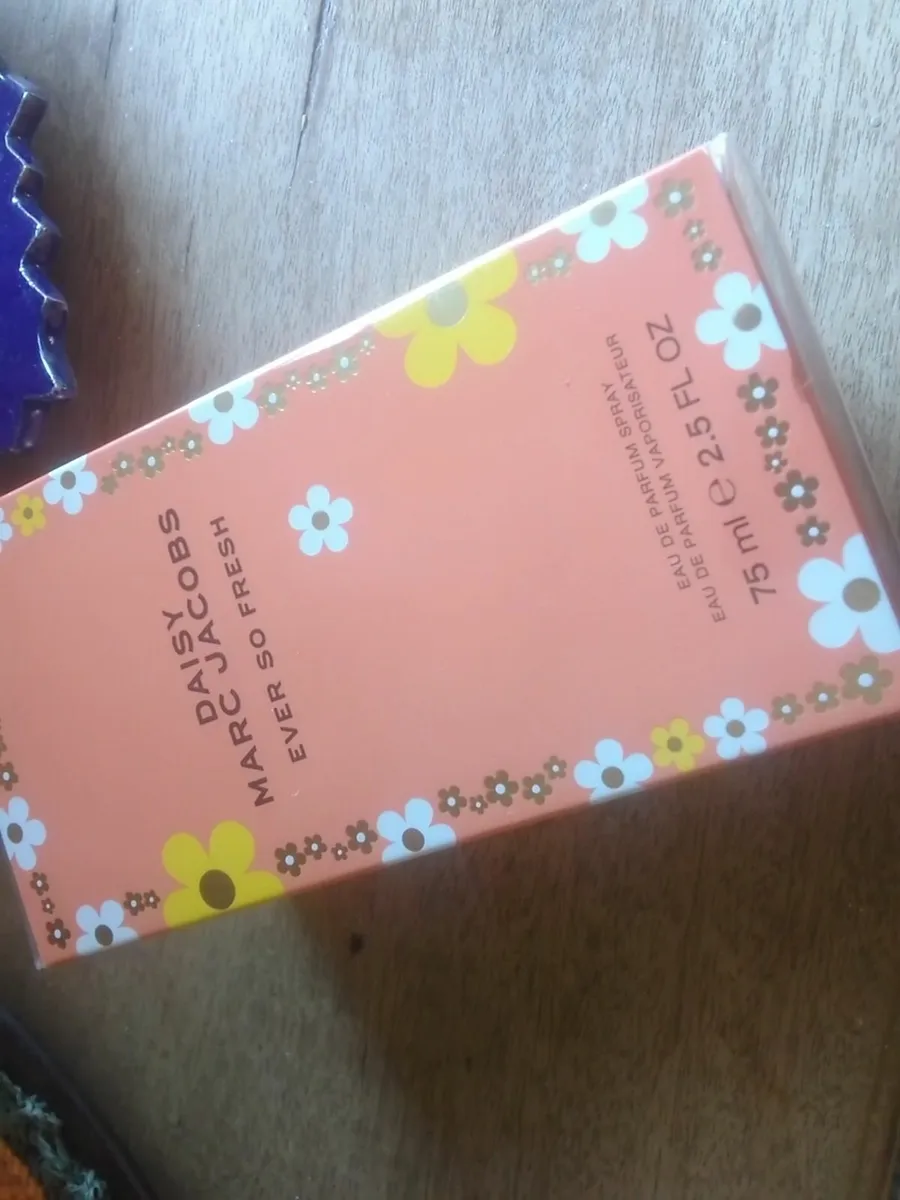 DAISY
MARC JACOBS
EVER SO FRESH
EAU DE PARFUM SPRAY
EAU DE PARFUM VAPORISATEUR
75 ml e 2.5 FL OZ